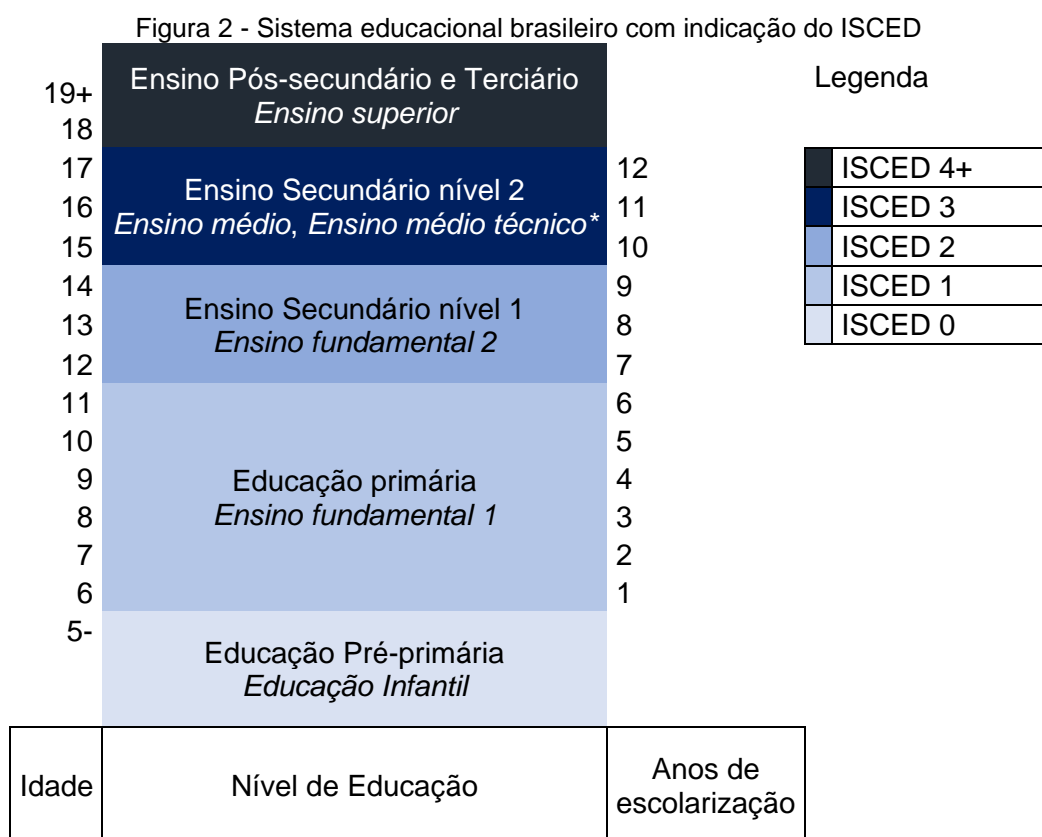 Figura 2 - Sistema educacional brasileiro com indicação do ISCED
Ensino Pós-secundário e Terciário
Ensino superior
Legenda
19+
18
17
12
ISCED 4+
Ensino Secundário nível 2
16
11
ISCED 3
Ensino médio, Ensino médio técnico*
15
10
ISCED 2
14
9
ISCED 1
Ensino Secundário nível 1
13
8
ISCED 0
Ensino fundamental 2
12
7
11
6
10
5
Educação primária
9
4
Ensino fundamental 1
8
3
7
2
6
1
5-
Educação Pré-primária
Educação Infantil
Idade
Nível de Educação
Anos de
escolarização